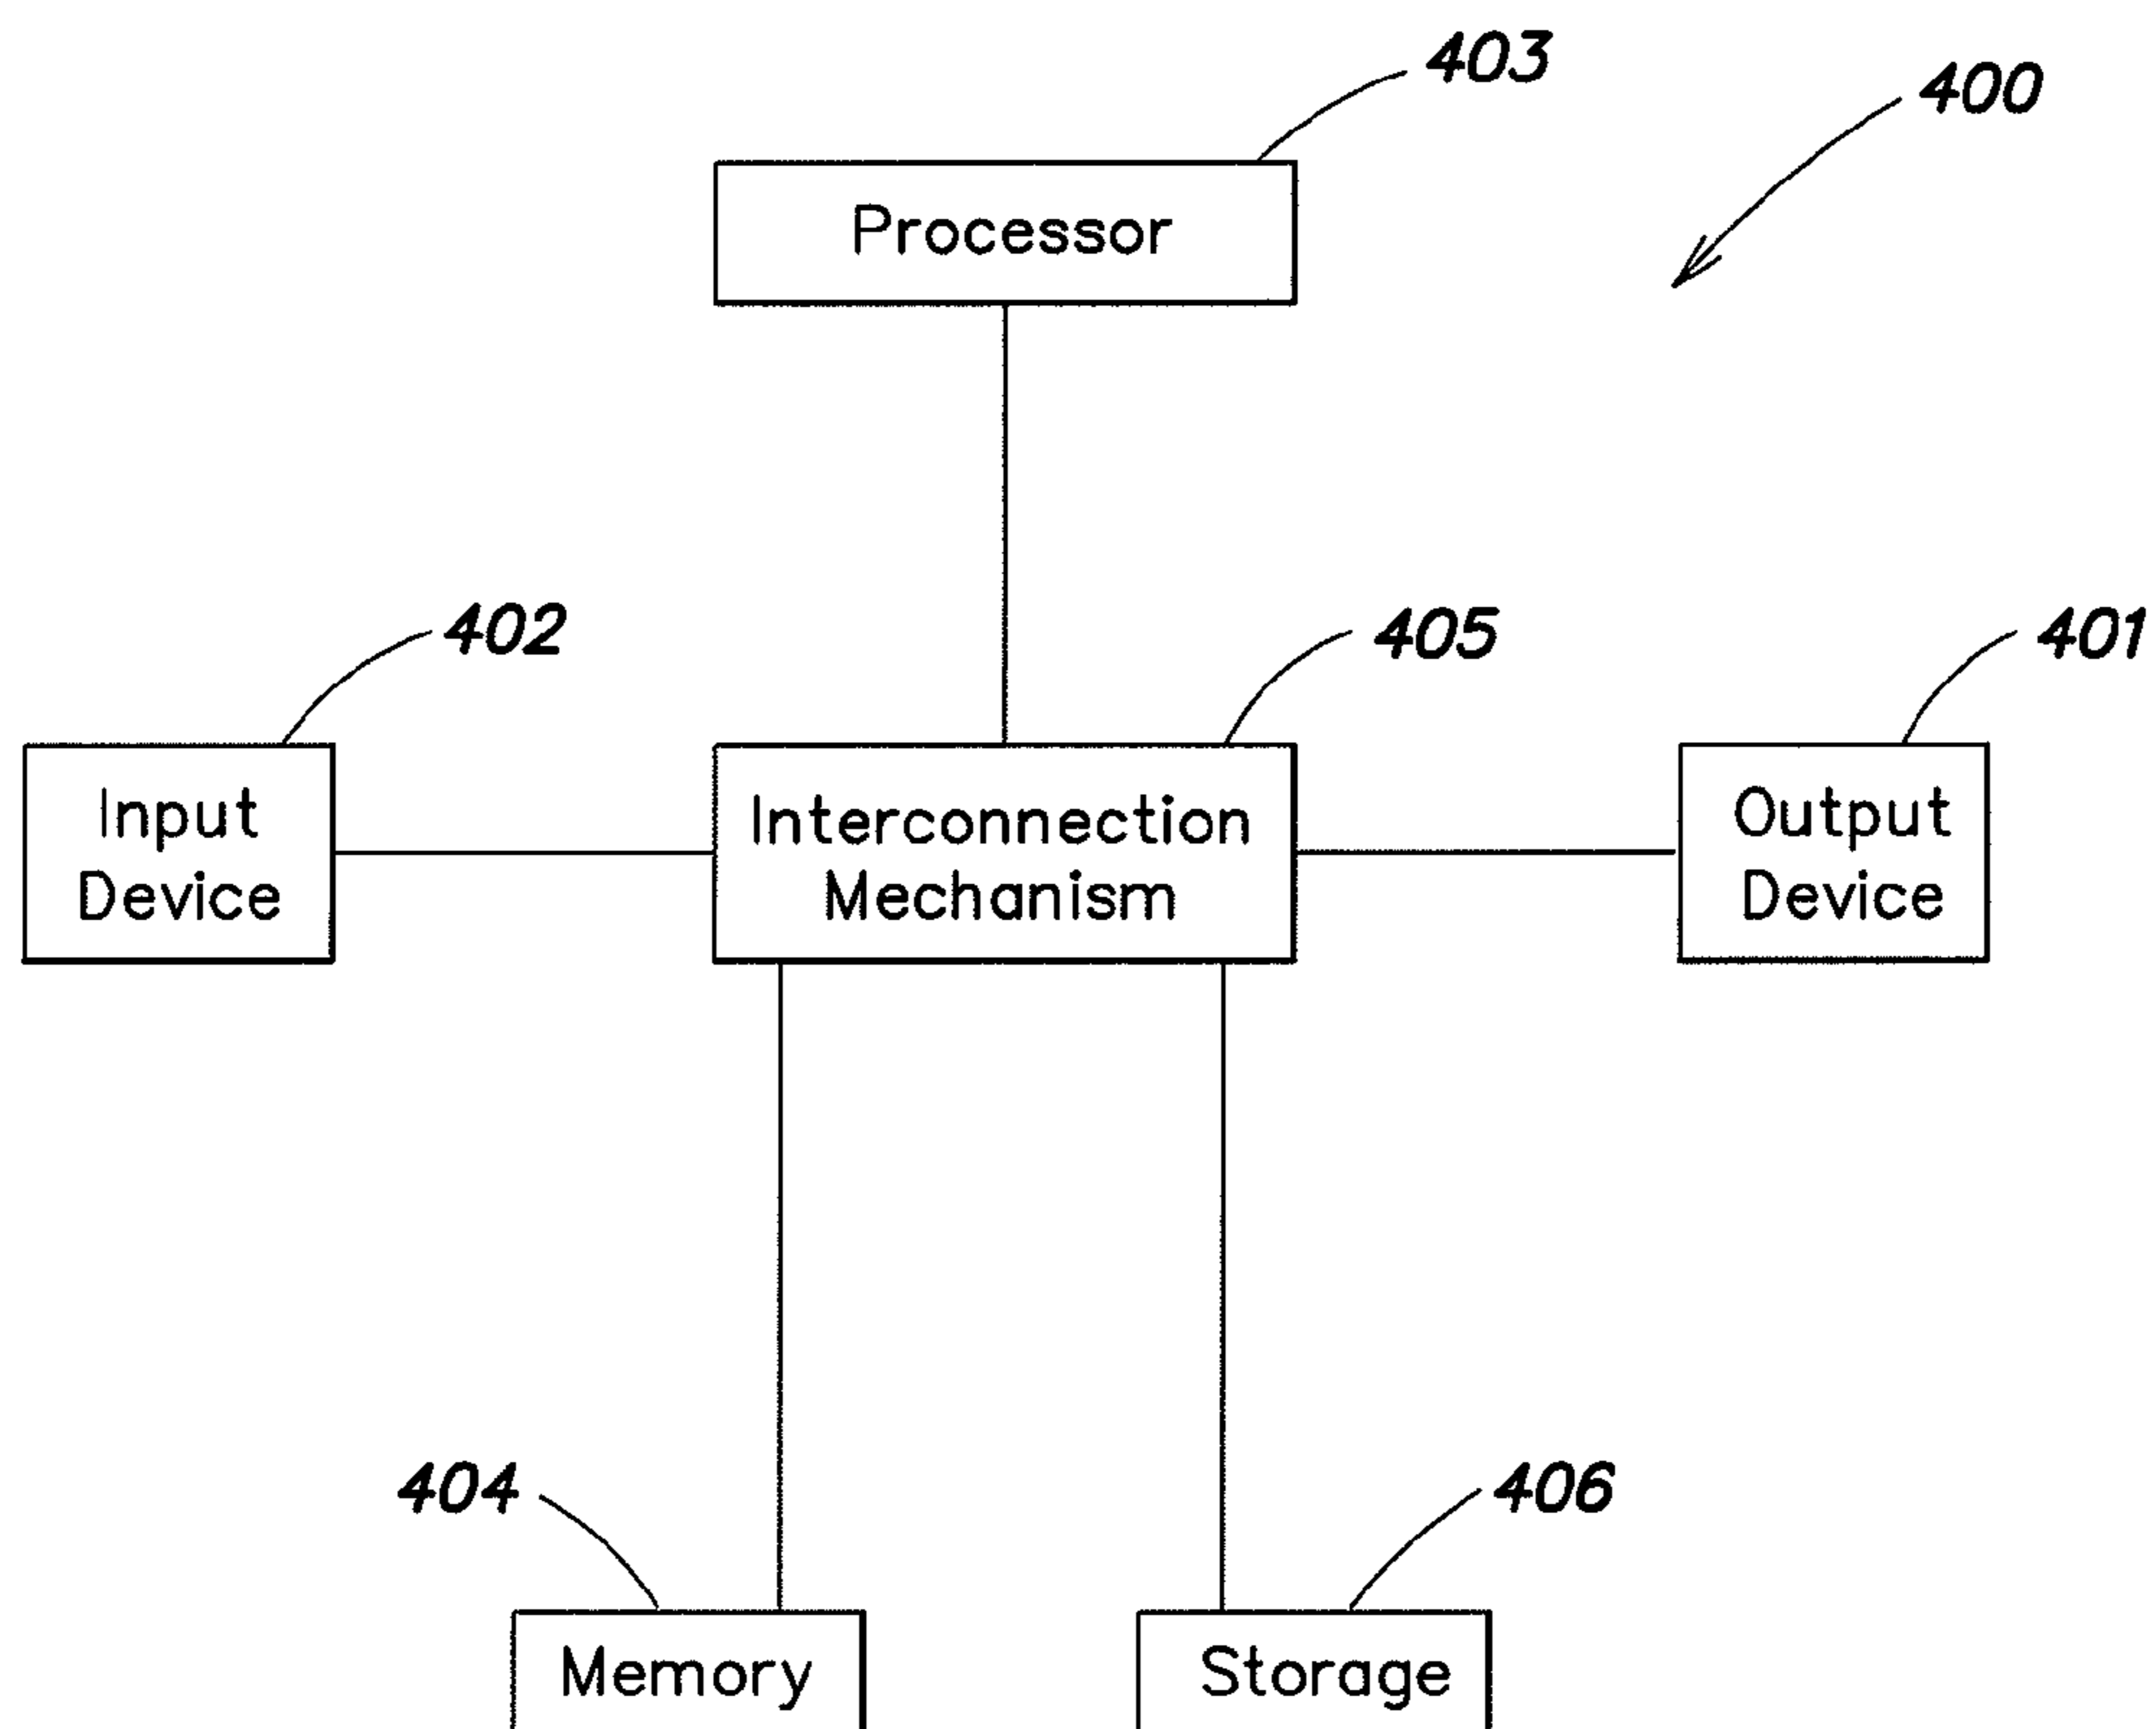 403
400
Processor
402
405
401
Input
Device
Interconnection
Mechanism
Output
Device
404
406
Memory
Storage